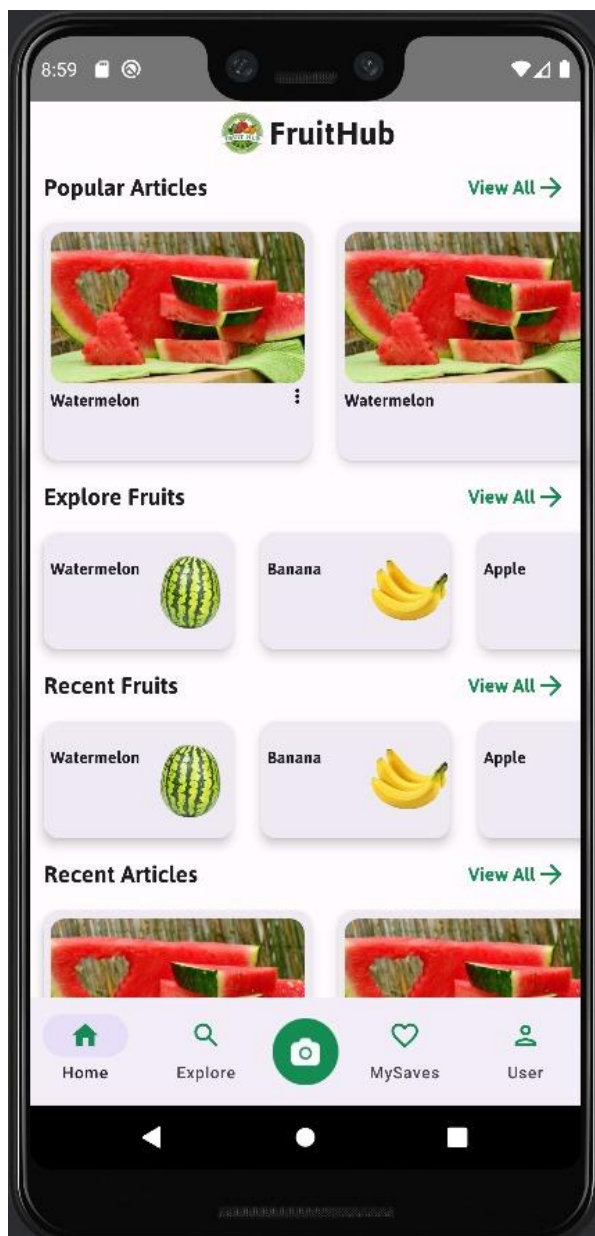 8:59
FruitHub
Popular Articles View All
Watermelon Watermelon
Explore Fruits View All
Watermelon Banana Apple
Recent Fruits View All
Watermelon Banana Apple
Recent Articles View All
Home Explore MySaves User